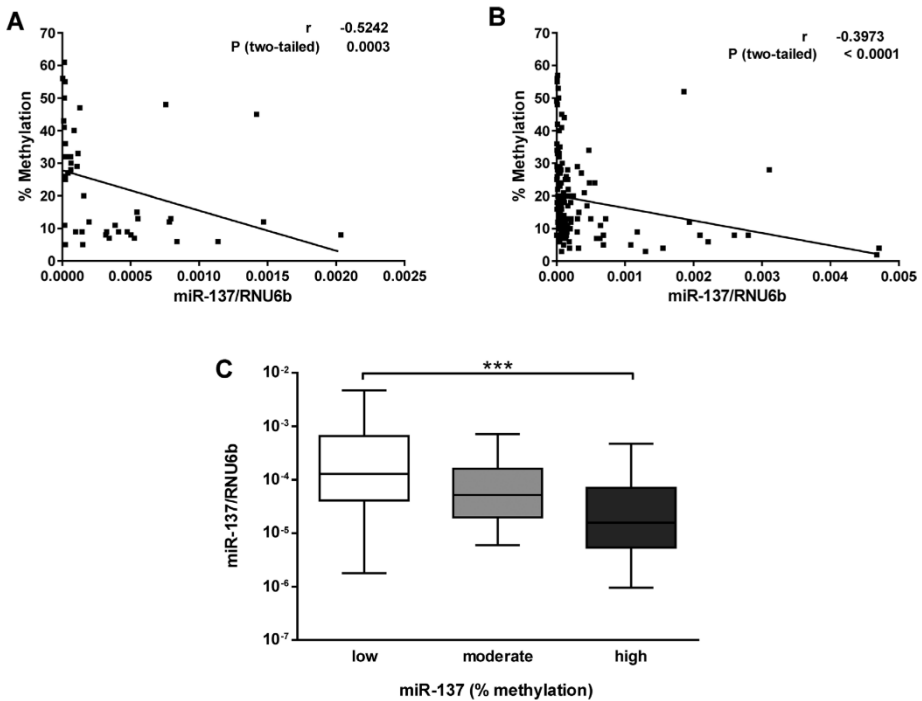 A
r -0.5242
P (two-tailed) 0.0003
70
60
50
40
30
20
10
0
% Methylation
0.0000 0.0005 0.0010 0.0015 0.0020 0.0025
miR-137/RNU6b
B
r -0.3973
P (two-tailed) < 0.0001
70
60
50
40
30
20
10
0
% Methylation
0.000 0.001 0.002 0.003 0.004 0.005
miR-137/RNU6b
C
***
10⁻²
10⁻³
10⁻⁴
10⁻⁵
10⁻⁶
10⁻⁷
miR-137/RNU6b
low moderate high
miR-137 (% methylation)